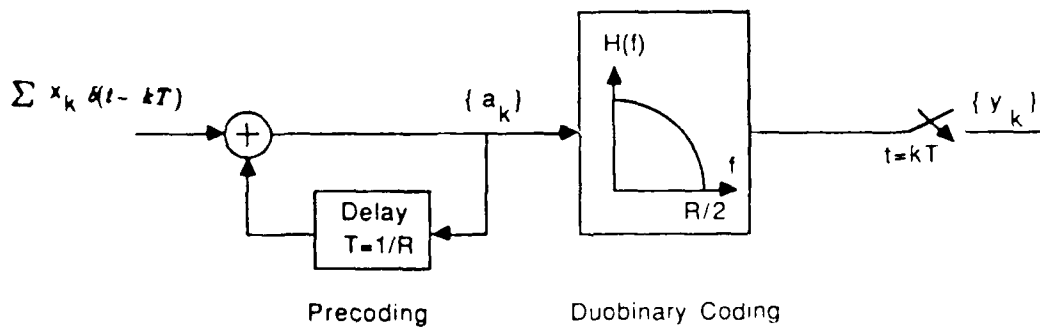 H(f)
Σ x_k δ(t - kT)
{ a_k }
{ y_k }
+
f
t=kT
R/2
Delay
T=1/R
Precoding
Duobinary Coding